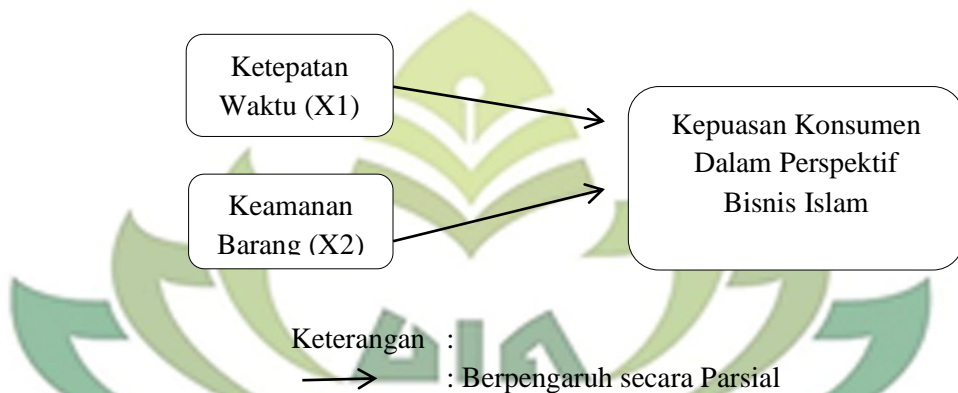 Ketepatan
Waktu (X1)
Keamanan
Barang (X2)
Kepuasan Konsumen
Dalam Perspektif
Bisnis Islam
Keterangan :
: Berpengaruh secara Parsial